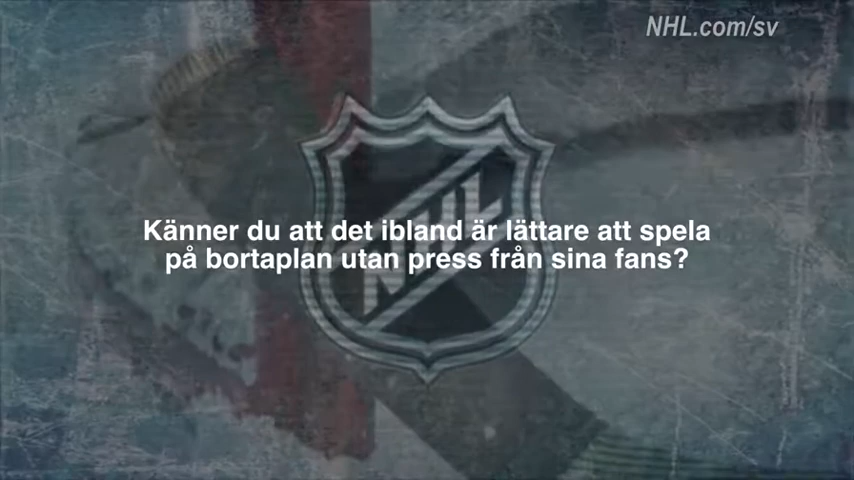 NHL.com/sv
NHL
Känner du att det ibland är lättare att spela
på bortaplan utan press från sina fans?